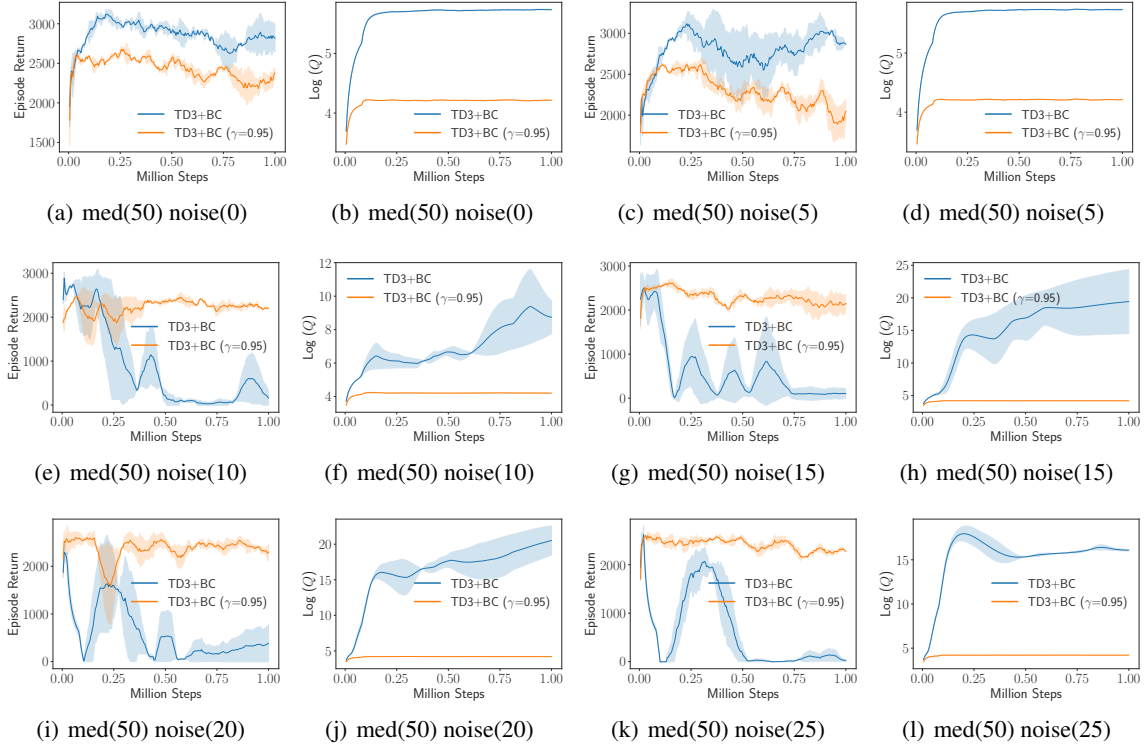 3000
2500
2000
1500
Episode Return
TD3+BC
TD3+BC (γ=0.95)
0.00 0.25 0.50 0.75 1.00
Million Steps
(a) med(50) noise(0)
5
4
Log (Q)
TD3+BC
TD3+BC (γ=0.95)
0.00 0.25 0.50 0.75 1.00
Million Steps
(b) med(50) noise(0)
3000
2500
2000
Episode Return
TD3+BC
TD3+BC (γ=0.95)
0.00 0.25 0.50 0.75 1.00
Million Steps
(c) med(50) noise(5)
5
4
Log (Q)
TD3+BC
TD3+BC (γ=0.95)
0.00 0.25 0.50 0.75 1.00
Million Steps
(d) med(50) noise(5)
3000
2000
1000
0
Episode Return
TD3+BC
TD3+BC (γ=0.95)
0.00 0.25 0.50 0.75 1.00
Million Steps
(e) med(50) noise(10)
12
10
8
6
4
Log (Q)
TD3+BC
TD3+BC (γ=0.95)
0.00 0.25 0.50 0.75 1.00
Million Steps
(f) med(50) noise(10)
3000
2000
1000
0
Episode Return
TD3+BC
TD3+BC (γ=0.95)
0.00 0.25 0.50 0.75 1.00
Million Steps
(g) med(50) noise(15)
25
20
15
10
5
Log (Q)
TD3+BC
TD3+BC (γ=0.95)
0.00 0.25 0.50 0.75 1.00
Million Steps
(h) med(50) noise(15)
2000
1000
0
Episode Return
TD3+BC
TD3+BC (γ=0.95)
0.00 0.25 0.50 0.75 1.00
Million Steps
(i) med(50) noise(20)
20
15
10
5
Log (Q)
TD3+BC
TD3+BC (γ=0.95)
0.00 0.25 0.50 0.75 1.00
Million Steps
(j) med(50) noise(20)
2000
1000
0
Episode Return
TD3+BC
TD3+BC (γ=0.95)
0.00 0.25 0.50 0.75 1.00
Million Steps
(k) med(50) noise(25)
15
10
5
Log (Q)
TD3+BC
TD3+BC (γ=0.95)
0.00 0.25 0.50 0.75 1.00
Million Steps
(l) med(50) noise(25)